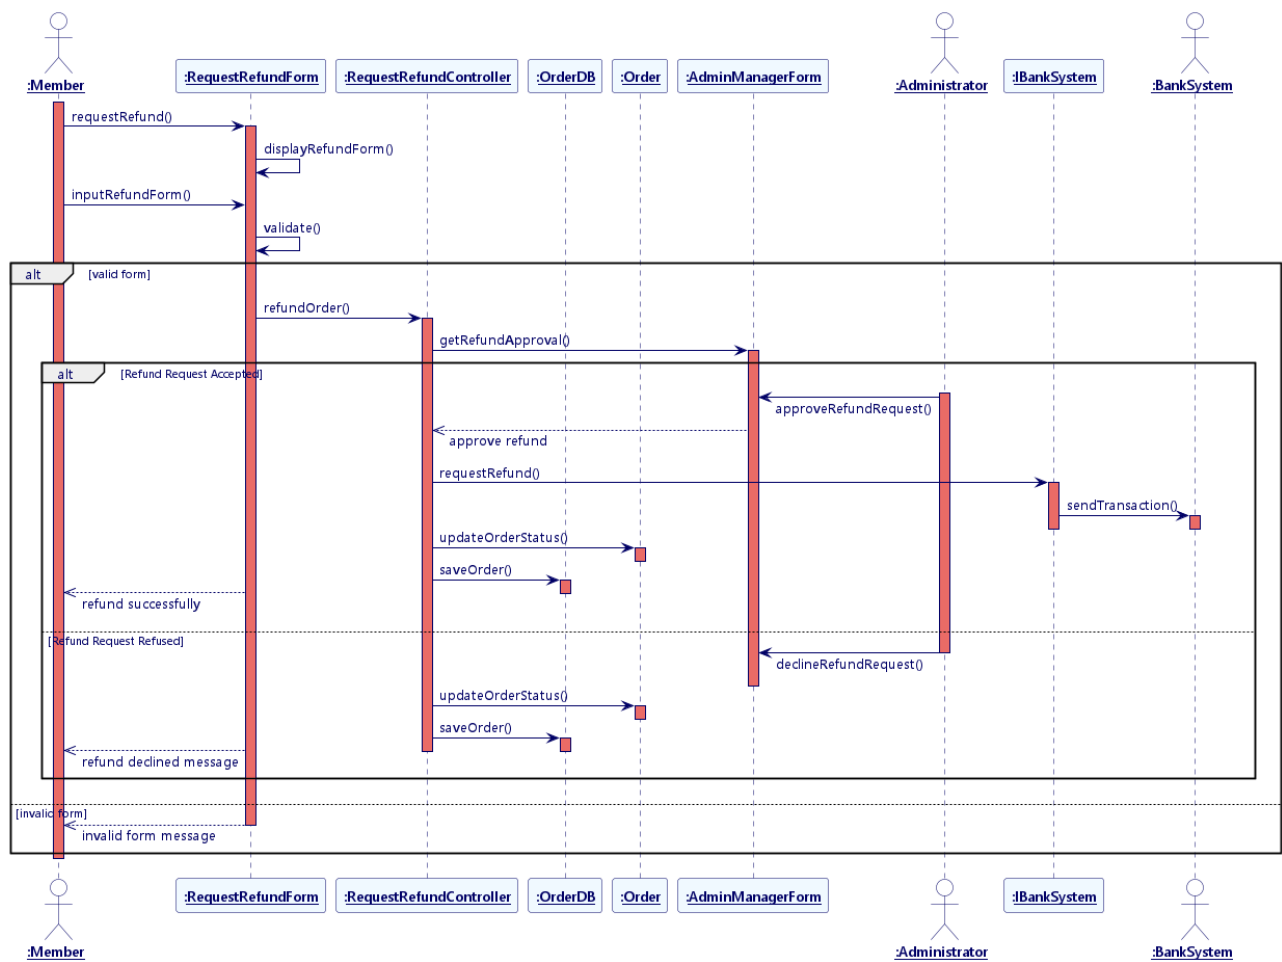 :Member
:RequestRefundForm
:RequestRefundController
:OrderDB
:Order
:AdminManagerForm
:Administrator
:IBankSystem
:BankSystem
requestRefund()
displayRefundForm()
inputRefundForm()
validate()
alt [valid form]
refundOrder()
getRefundApproval()
alt [Refund Request Accepted]
approveRefundRequest()
approve refund
requestRefund()
sendTransaction()
updateOrderStatus()
saveOrder()
refund successfully
[Refund Request Refused]
declineRefundRequest()
updateOrderStatus()
saveOrder()
refund declined message
[invalid form]
invalid form message
:Member
:RequestRefundForm
:RequestRefundController
:OrderDB
:Order
:AdminManagerForm
:Administrator
:IBankSystem
:BankSystem